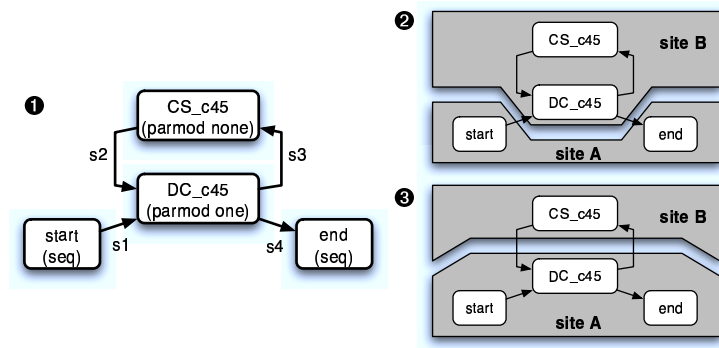 ❶
CS_c45
(parmod none)
s2
s3
DC_c45
(parmod one)
start
(seq)
s1
s4
end
(seq)
❷
CS_c45
site B
DC_c45
start
end
site A
❸
CS_c45
site B
DC_c45
start
end
site A